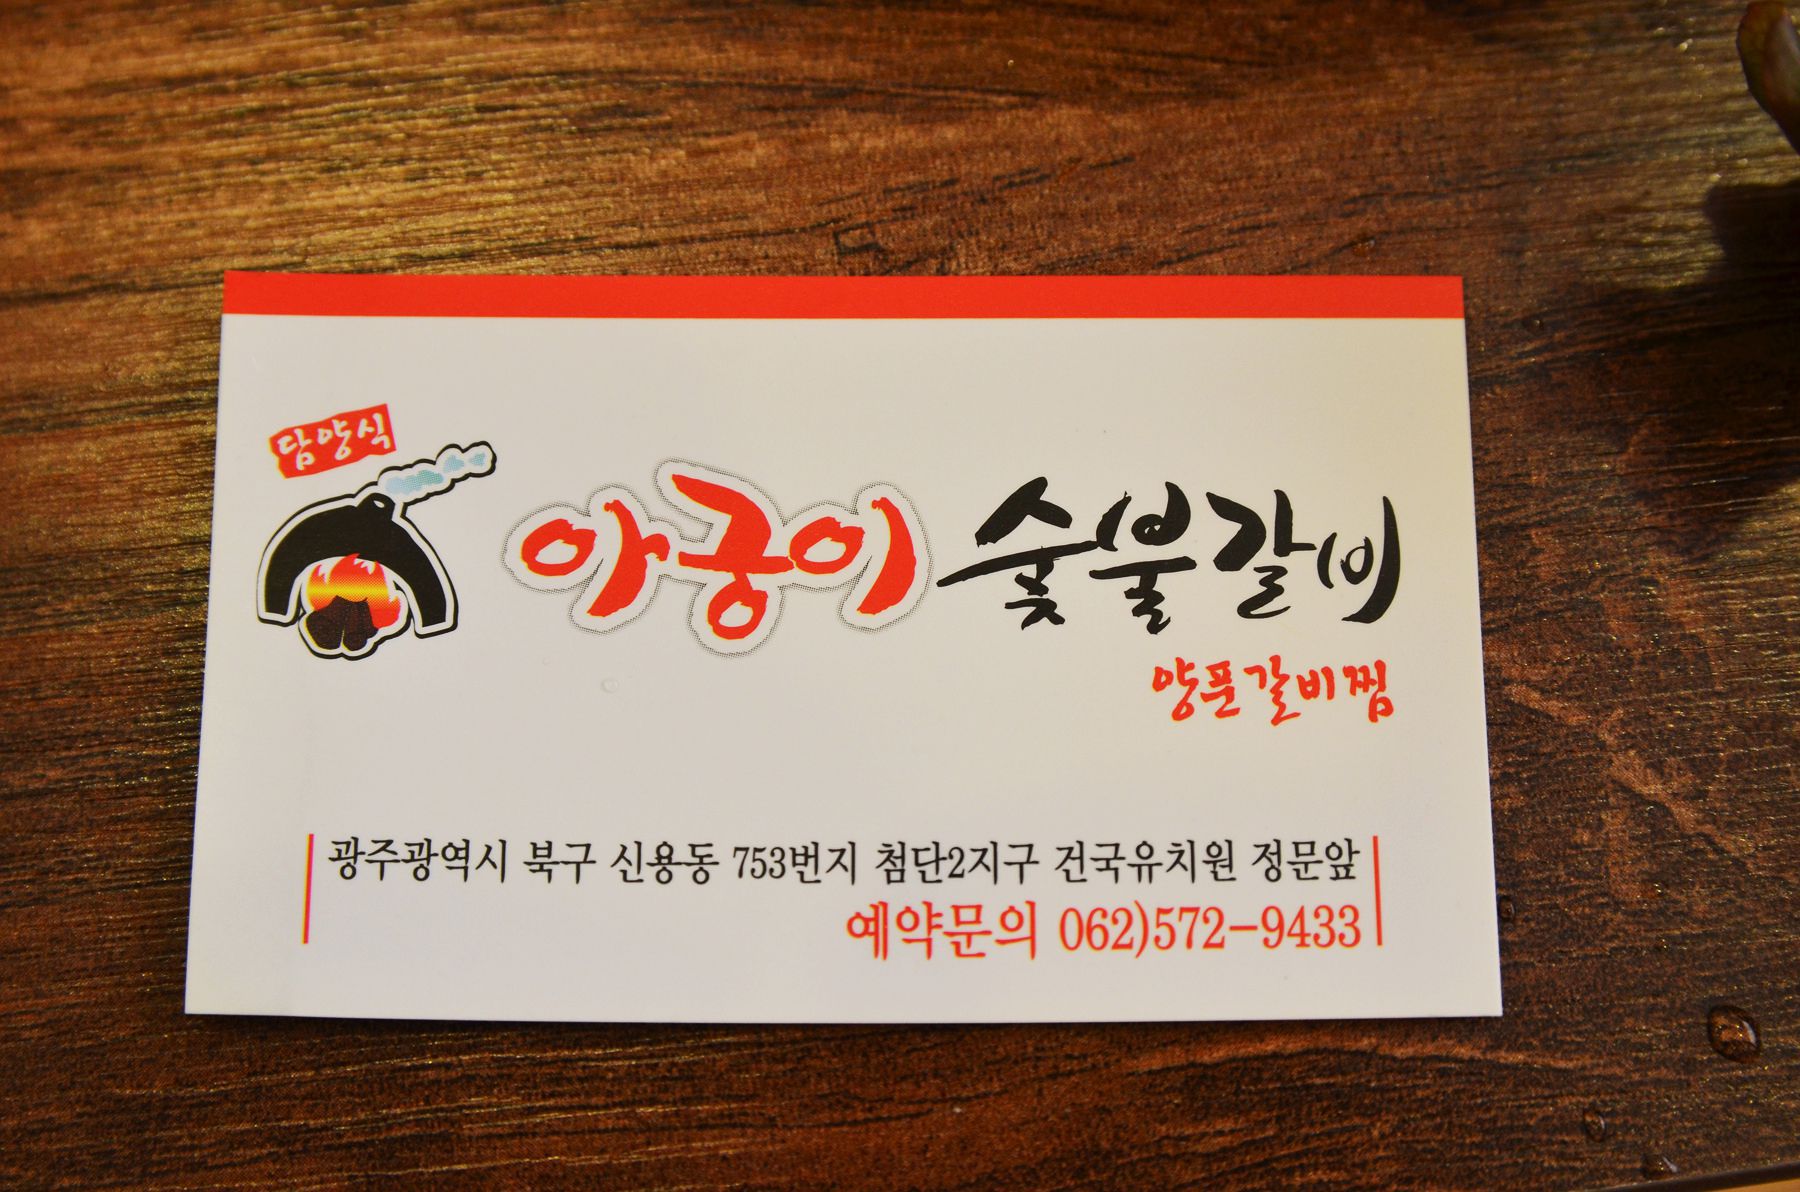 담양식
아궁이 숯불갈비
양푼갈비찜
광주광역시 북구 신용동 753번지 첨단2지구 건국유치원 정문앞
예약문의 062)572-9433